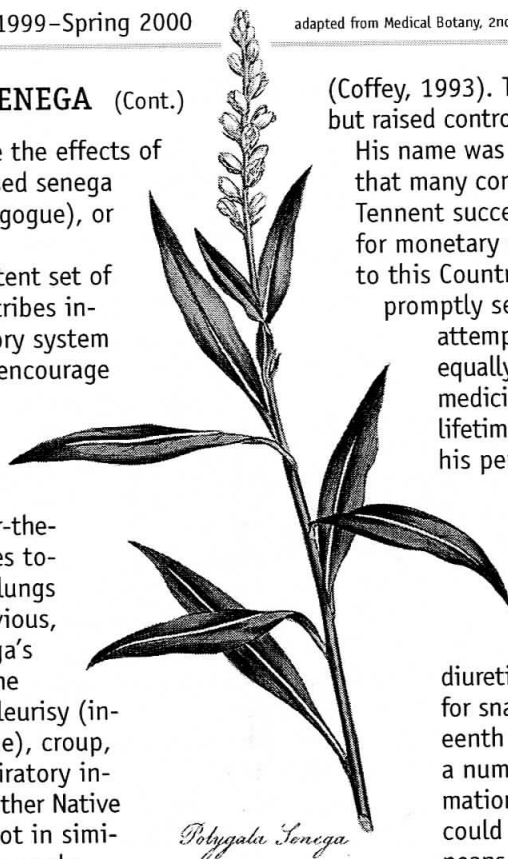 1999–Spring 2000
adapted from Medical Botany, 2nd
ENEGA (Cont.)
e the effects of
sed senega
gogue), or
tent set of
tribes in-
ory system
encourage
r-the-
es to-
lungs
vious,
ga's
ne
leurisy (in-
e), croup,
iratory in-
ther Native
ot in simi-
(Coffey, 1993). T
but raised contro
His name was
that many con
Tennent succe
for monetary
to this Countr
promptly se
attemp
equally
medici
lifetim
his pe
diureti
for sna
eenth
a num
mation
could
Polygala Senega